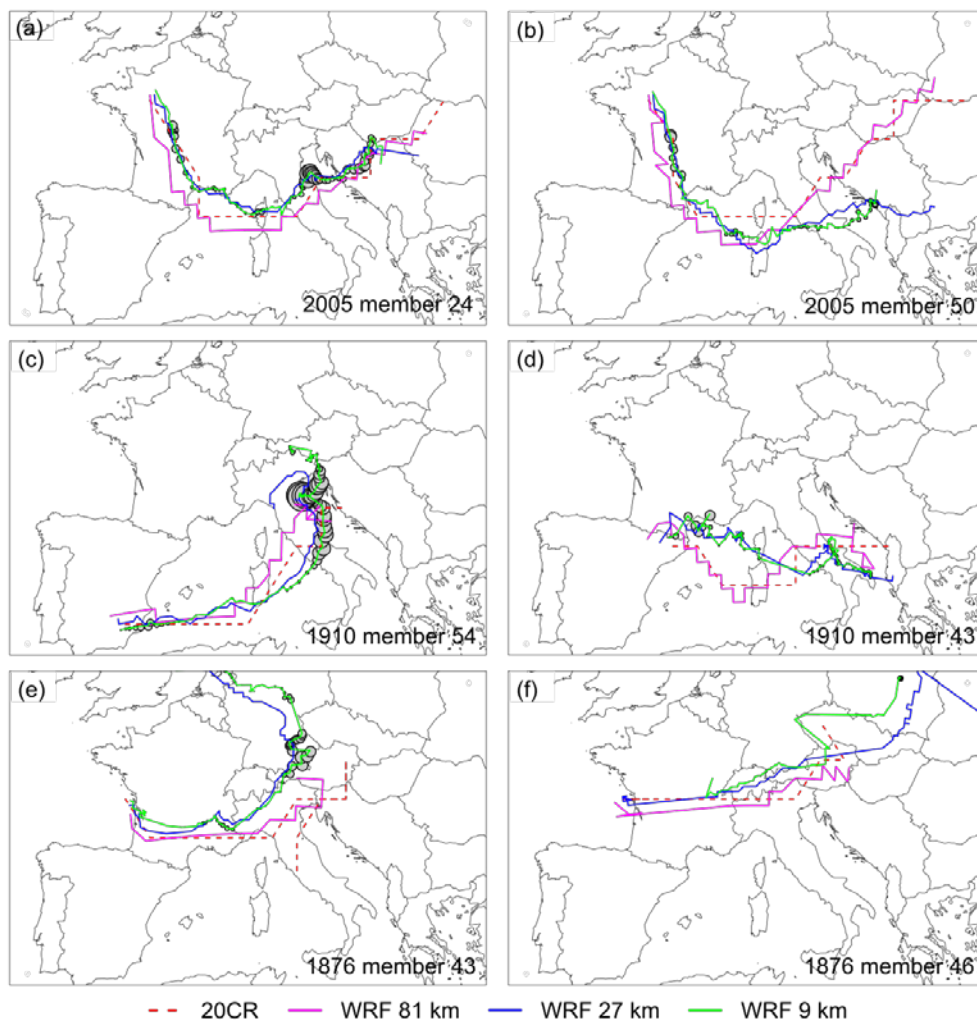 (a)
2005 member 24
(b)
2005 member 50
(c)
1910 member 54
(d)
1910 member 43
(e)
1876 member 43
(f)
1876 member 46
20CR WRF 81 km WRF 27 km WRF 9 km